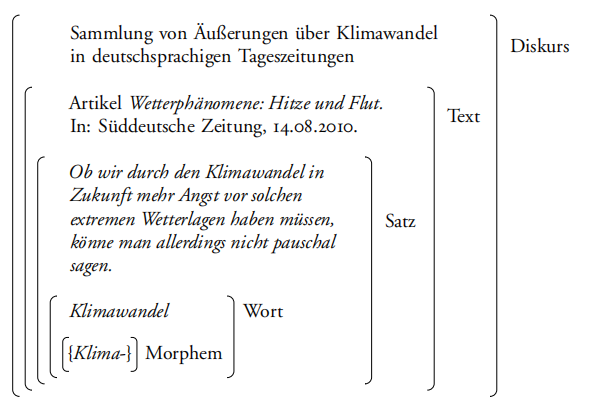 Sammlung von Äußerungen über Klimawandel
in deutschsprachigen Tageszeitungen
Diskurs
Artikel Wetterphänomene: Hitze und Flut.
In: Süddeutsche Zeitung, 14.08.2010.
Text
Ob wir durch den Klimawandel in
Zukunft mehr Angst vor solchen
extremen Wetterlagen haben müssen,
könne man allerdings nicht pauschal
sagen.
Satz
Klimawandel
Wort
{Klima-}
Morphem